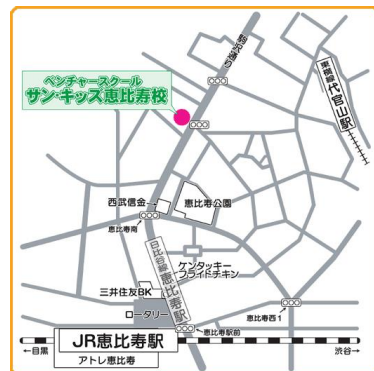 駒沢通り
ベンチャースクール
サン・キッズ恵比寿校
東横線代官山駅
西武信金
恵比寿公園
恵比寿南
日比谷線恵比寿駅
ケンタッキー
フライドチキン
三井住友BK
ロータリー
恵比寿西1
恵比寿駅前
JR恵比寿駅
アトレ恵比寿
←目黒
渋谷→